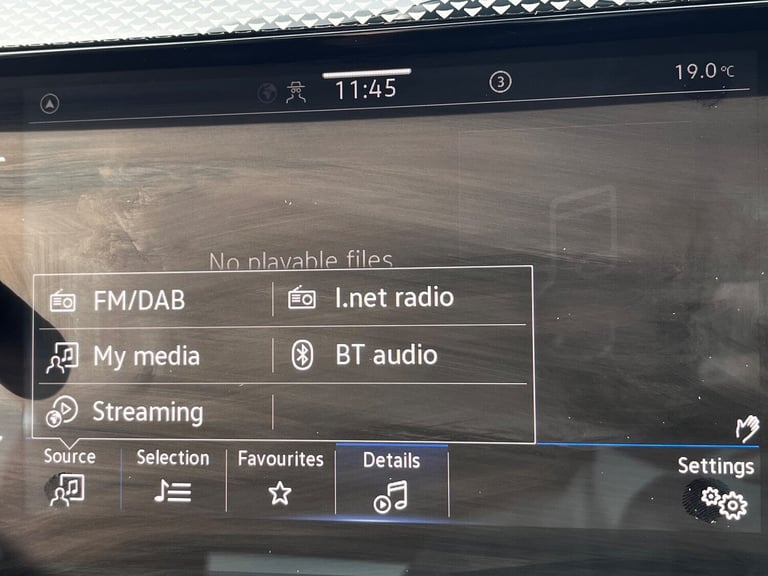 11:45
3
19.0°C
No playable files
FM/DAB
I.net radio
My media
BT audio
Streaming
Source
Selection
Favourites
Details
Settings